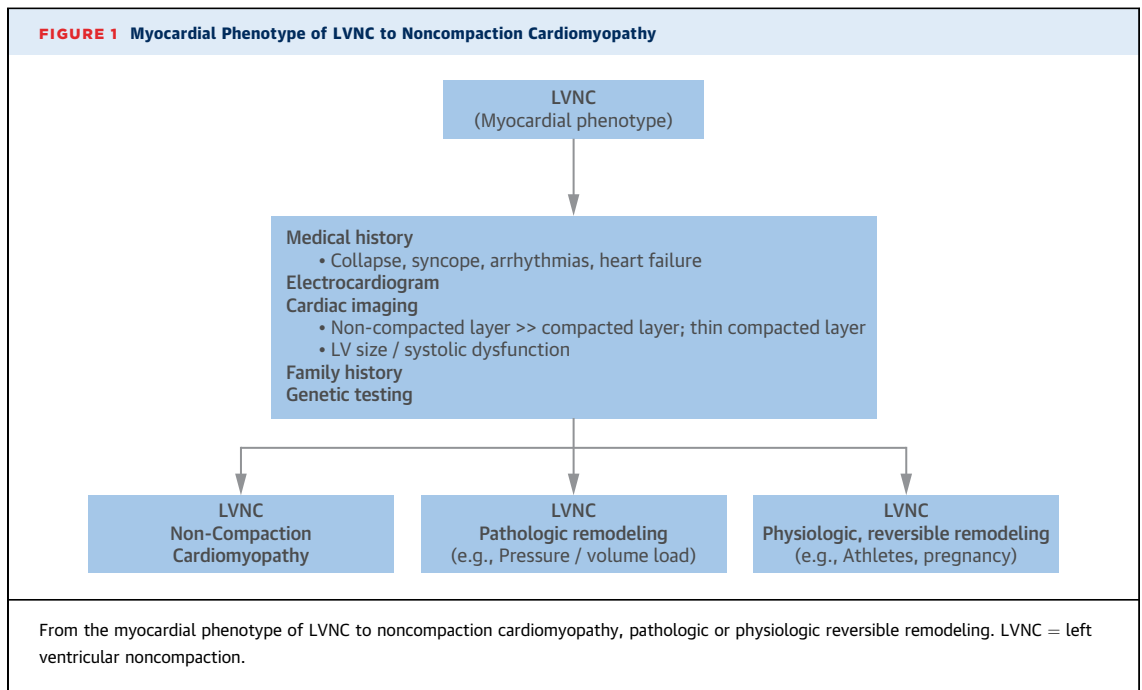 FIGURE 1 Myocardial Phenotype of LVNC to Noncompaction Cardiomyopathy
LVNC
(Myocardial phenotype)
Medical history
• Collapse, syncope, arrhythmias, heart failure
Electrocardiogram
Cardiac imaging
• Non-compacted layer >> compacted layer; thin compacted layer
• LV size / systolic dysfunction
Family history
Genetic testing
LVNC
Non-Compaction
Cardiomyopathy
LVNC
Pathologic remodeling
(e.g., Pressure / volume load)
LVNC
Physiologic, reversible remodeling
(e.g., Athletes, pregnancy)
From the myocardial phenotype of LVNC to noncompaction cardiomyopathy, pathologic or physiologic reversible remodeling. LVNC = left
ventricular noncompaction.